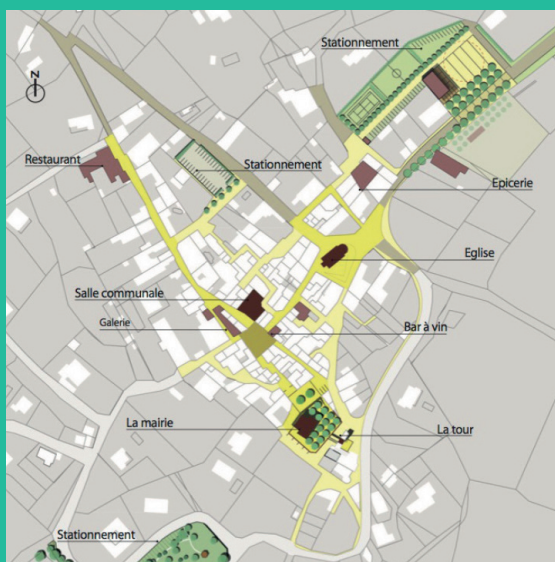 Stationnement
N
Restaurant
Stationnement
Epicerie
Eglise
Salle communale
Galerie
Bar à vin
La mairie
La tour
Stationnement